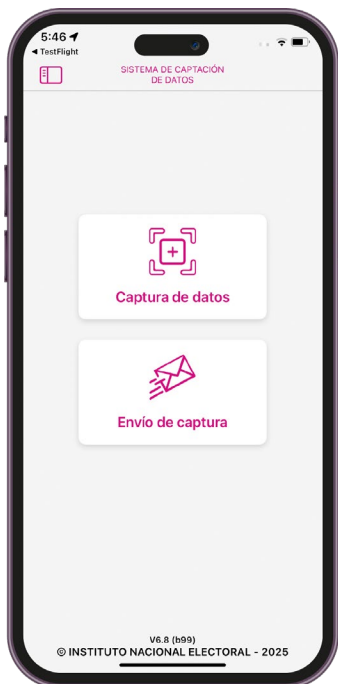 5:46
◀ TestFlight
SISTEMA DE CAPTACIÓN
DE DATOS
Captura de datos
Envío de captura
V6.8 (b99)
© INSTITUTO NACIONAL ELECTORAL - 2025